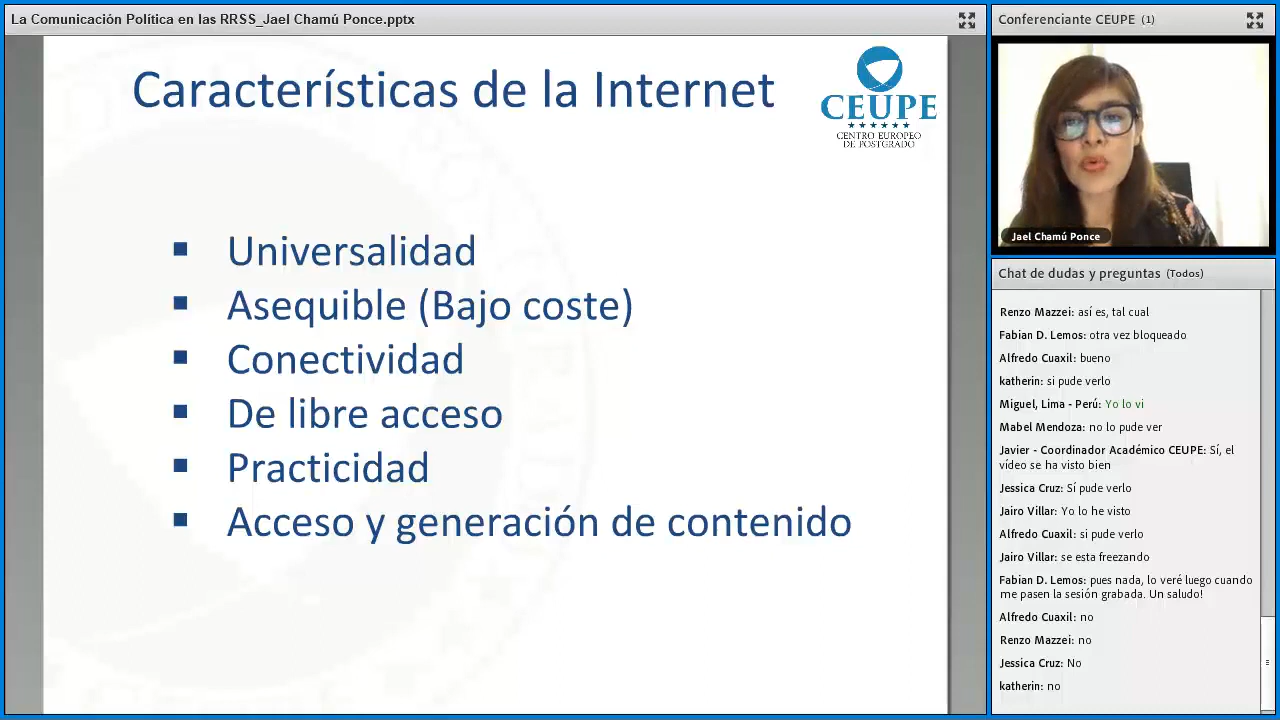 La Comunicación Política en las RRSS_Jael Chamú Ponce.pptx
Características de la Internet
CEUPE
CENTRO EUROPEO
DE POSTGRADO
Universalidad
Asequible (Bajo coste)
Conectividad
De libre acceso
Practicidad
Acceso y generación de contenido
Conferenciante CEUPE (1)
Jael Chamú Ponce
Chat de dudas y preguntas (Todos)
Renzo Mazzei: así es, tal cual
Fabian D. Lemos: otra vez bloqueado
Alfredo Cuaxil: bueno
katherin: si pude verlo
Miguel, Lima - Perú: Yo lo vi
Mabel Mendoza: no lo pude ver
Javier - Coordinador Académico CEUPE: Sí, el
vídeo se ha visto bien
Jessica Cruz: Sí pude verlo
Jairo Villar: Yo lo he visto
Alfredo Cuaxil: si pude verlo
Jairo Villar: se esta freezando
Fabian D. Lemos: pues nada, lo veré luego cuando
me pasen la sesión grabada. Un saludo!
Alfredo Cuaxil: no
Renzo Mazzei: no
Jessica Cruz: No
katherin: no